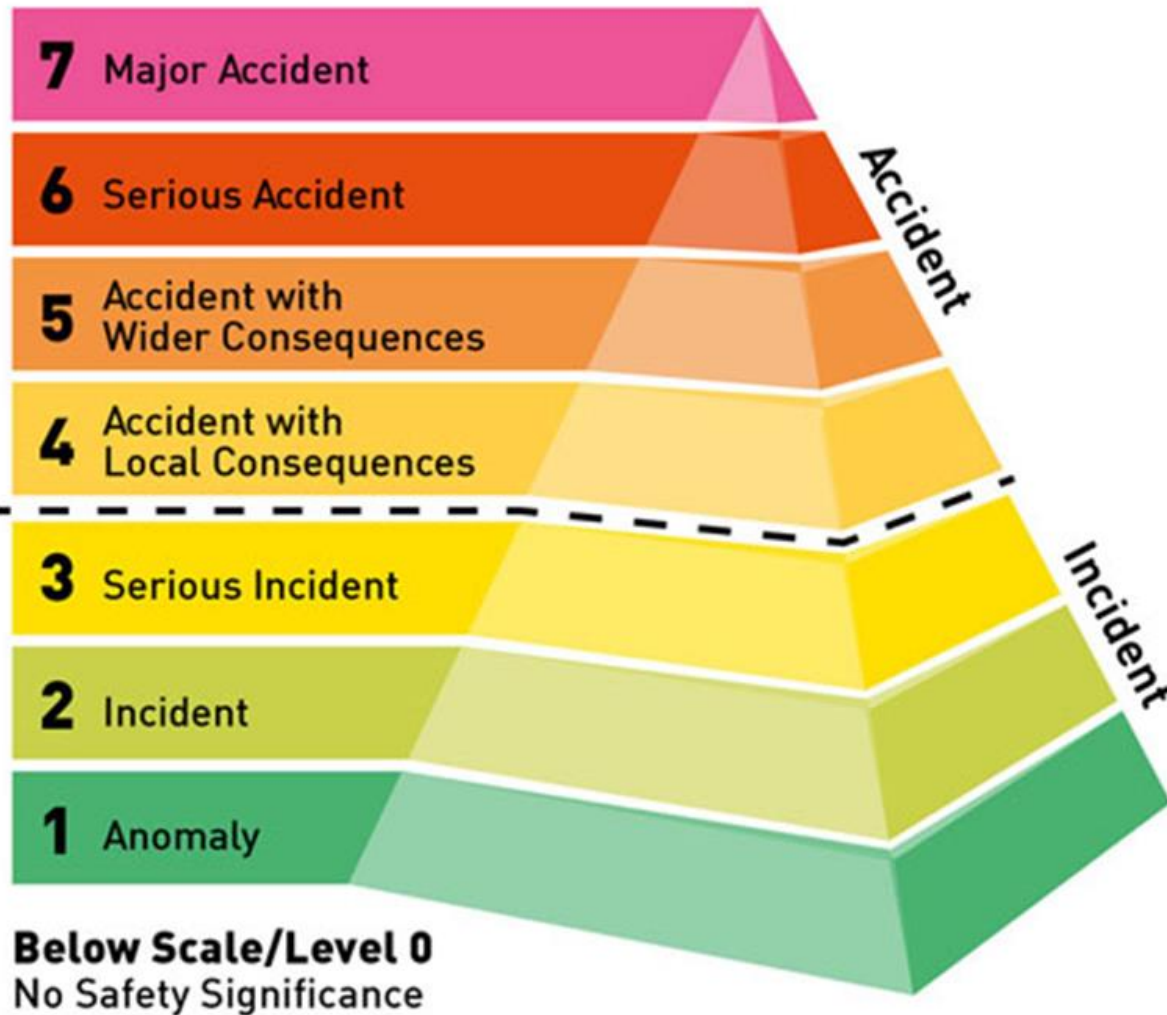 7 Major Accident
6 Serious Accident
Accident
5 Accident with
Wider Consequences
4 Accident with
Local Consequences
3 Serious Incident
Incident
2 Incident
1 Anomaly
Below Scale/Level 0
No Safety Significance